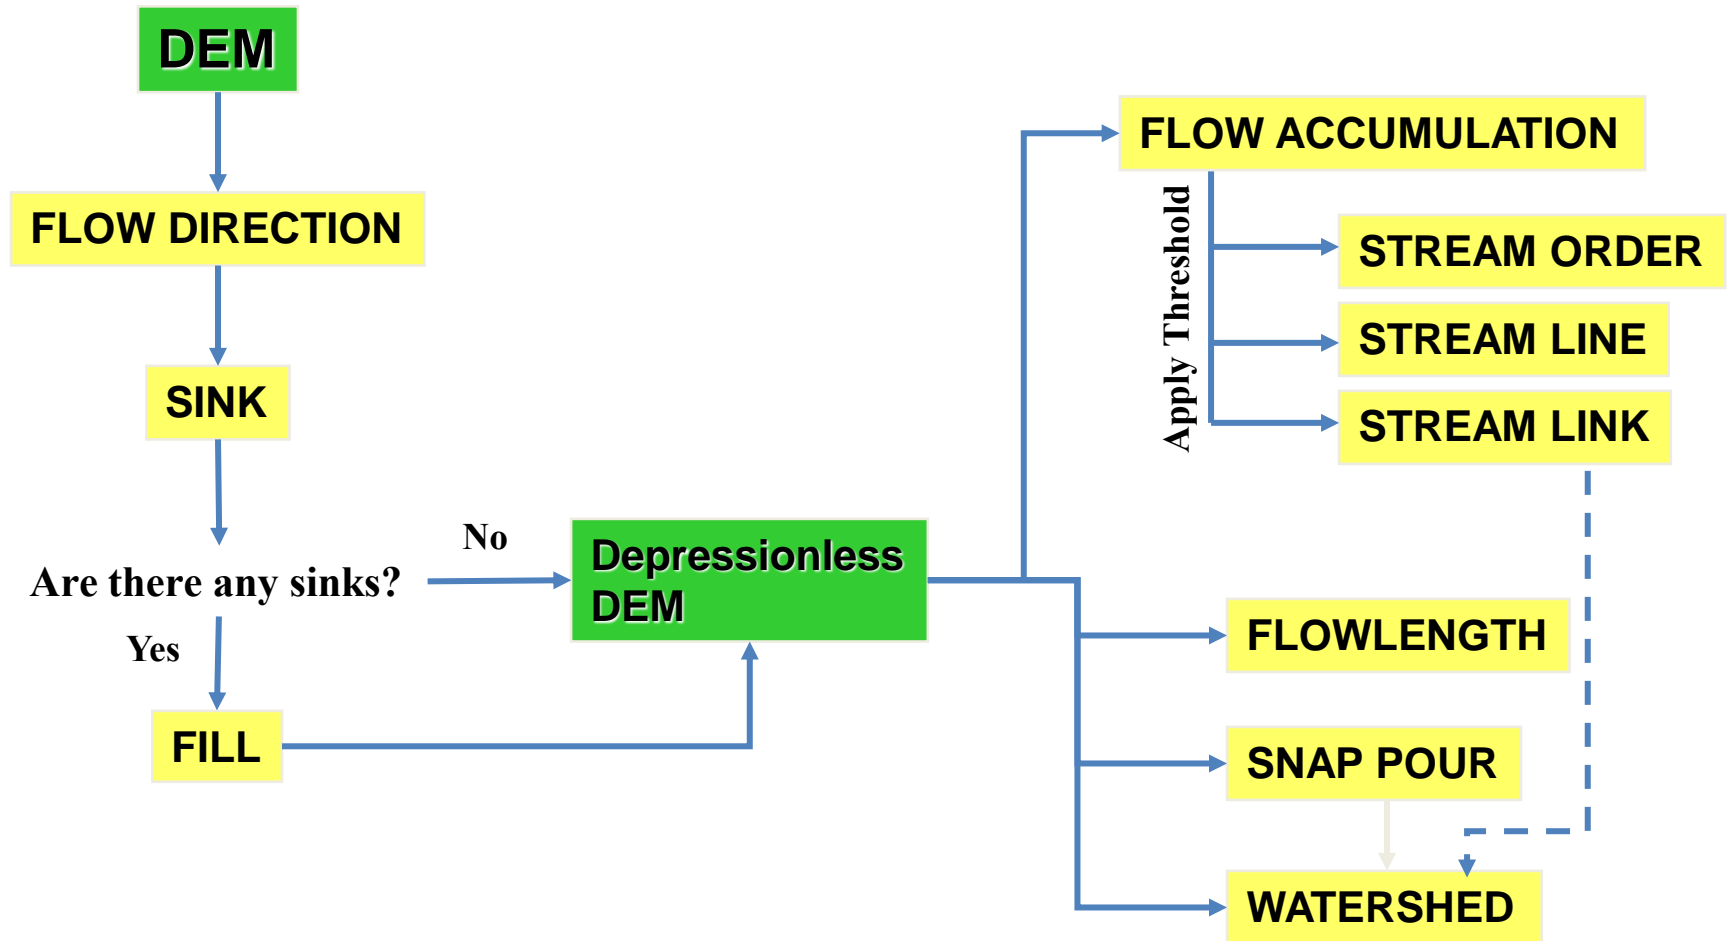 DEM
FLOW DIRECTION
SINK
Are there any sinks?
No
Yes
FILL
Depressionless
DEM
FLOW ACCUMULATION
Apply Threshold
STREAM ORDER
STREAM LINE
STREAM LINK
FLOWLENGTH
SNAP POUR
WATERSHED